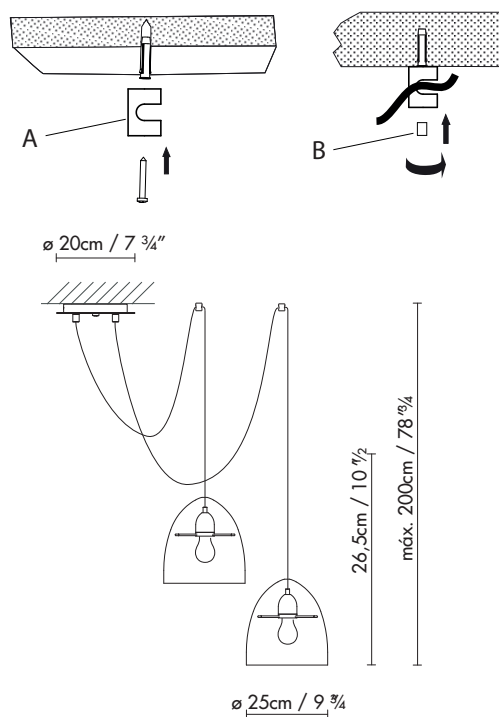 A
B
ø 20cm / 7 ¾”
26,5cm / 10 ”½
máx. 200cm / 78 ”¾
ø 25cm / 9 ¾